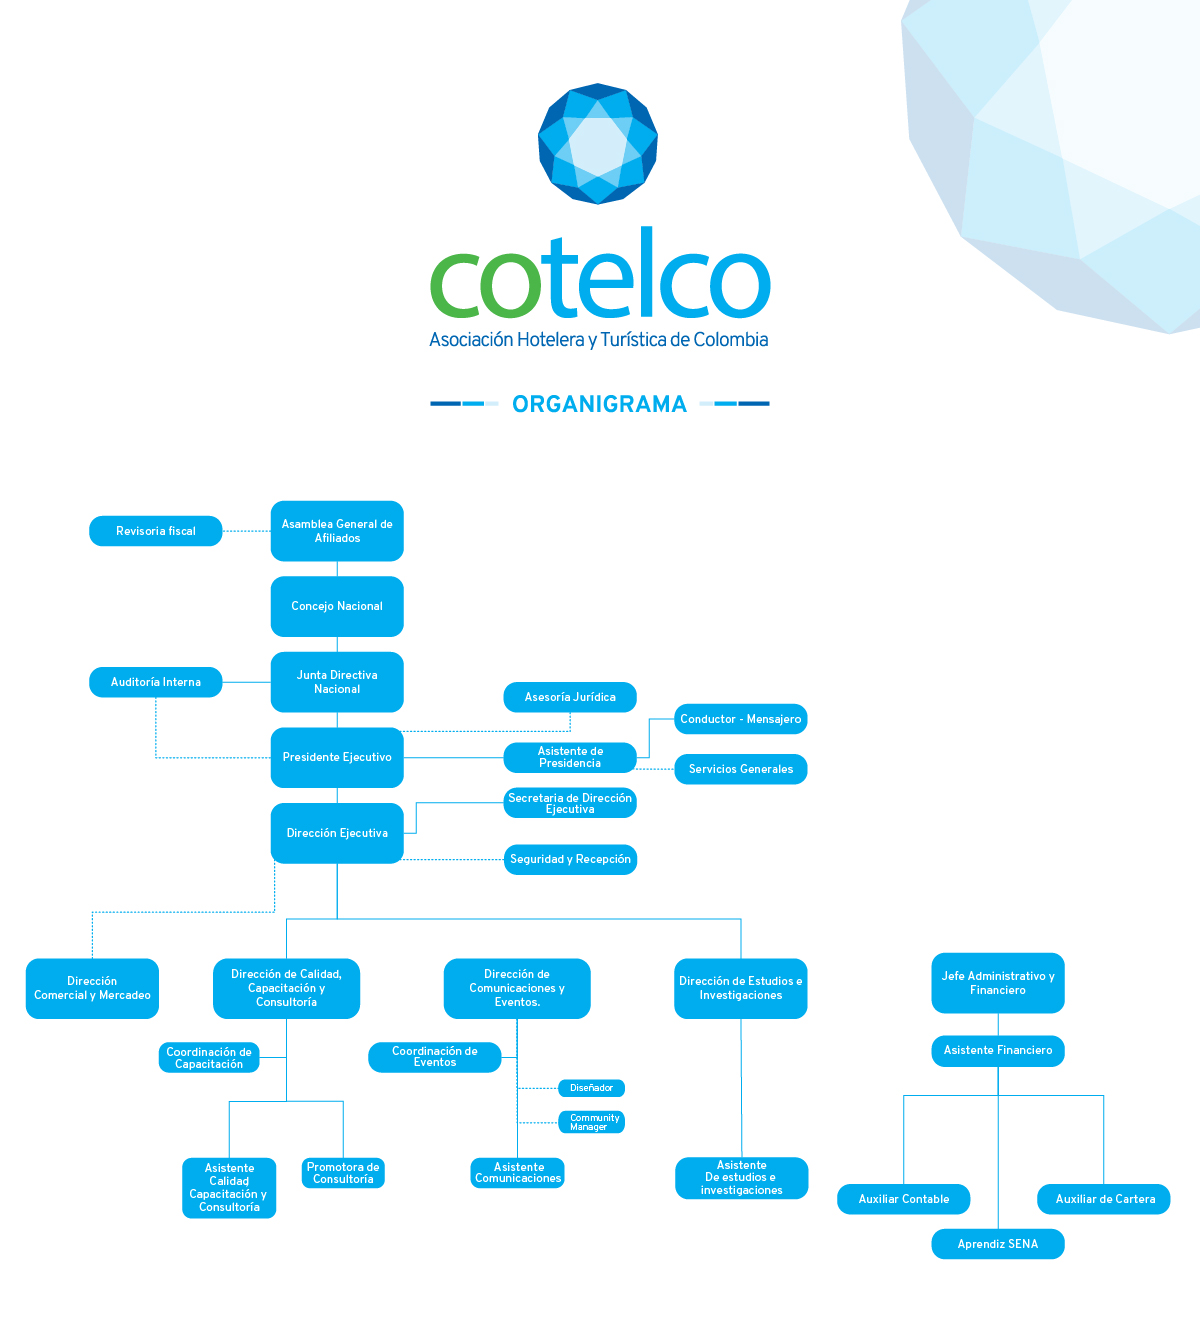 cotelco
Asociación Hotelera y Turística de Colombia
ORGANIGRAMA
Revisoria fiscal
Asamblea General de
Afiliados
Concejo Nacional
Auditoría Interna
Junta Directiva
Nacional
Asesoría Jurídica
Conductor - Mensajero
Presidente Ejecutivo
Asistente de
Presidencia
Servicios Generales
Secretaria de Dirección
Ejecutiva
Dirección Ejecutiva
Seguridad y Recepción
Dirección
Comercial y Mercadeo
Dirección de Calidad,
Capacitación y
Consultoría
Dirección de
Comunicaciones y
Eventos.
Dirección de Estudios e
Investigaciones
Jefe Administrativo y
Financiero
Coordinación de
Capacitación
Coordinación de
Eventos
Asistente Financiero
Diseñador
Community
Manager
Asistente
Calidad
Capacitación y
Consultoría
Promotora de
Consultoría
Asistente
Comunicaciones
Asistente
De estudios e
investigaciones
Auxiliar Contable
Auxiliar de Cartera
Aprendiz SENA